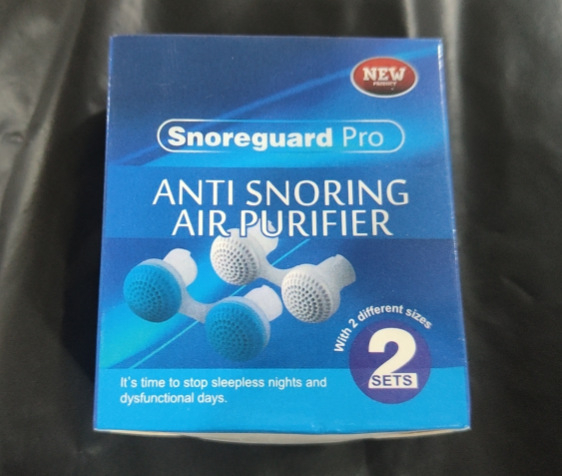 NEW
Snoreguard Pro
ANTI SNORING
AIR PURIFIER
With 2 different sizes
2
SETS
It's time to stop sleepless nights and
dysfunctional days.